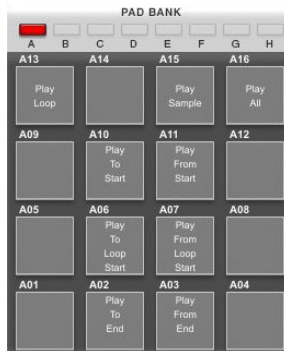 PAD BANK
A B C D E F G H
A13 A14 A15 A16
Play
Loop
Play
Sample
Play
All
A09 A10 A11 A12
Play
To
Start
Play
From
Start
A05 A06 A07 A08
Play
To
Loop
Start
Play
From
Loop
Start
A01 A02 A03 A04
Play
To
End
Play
From
End